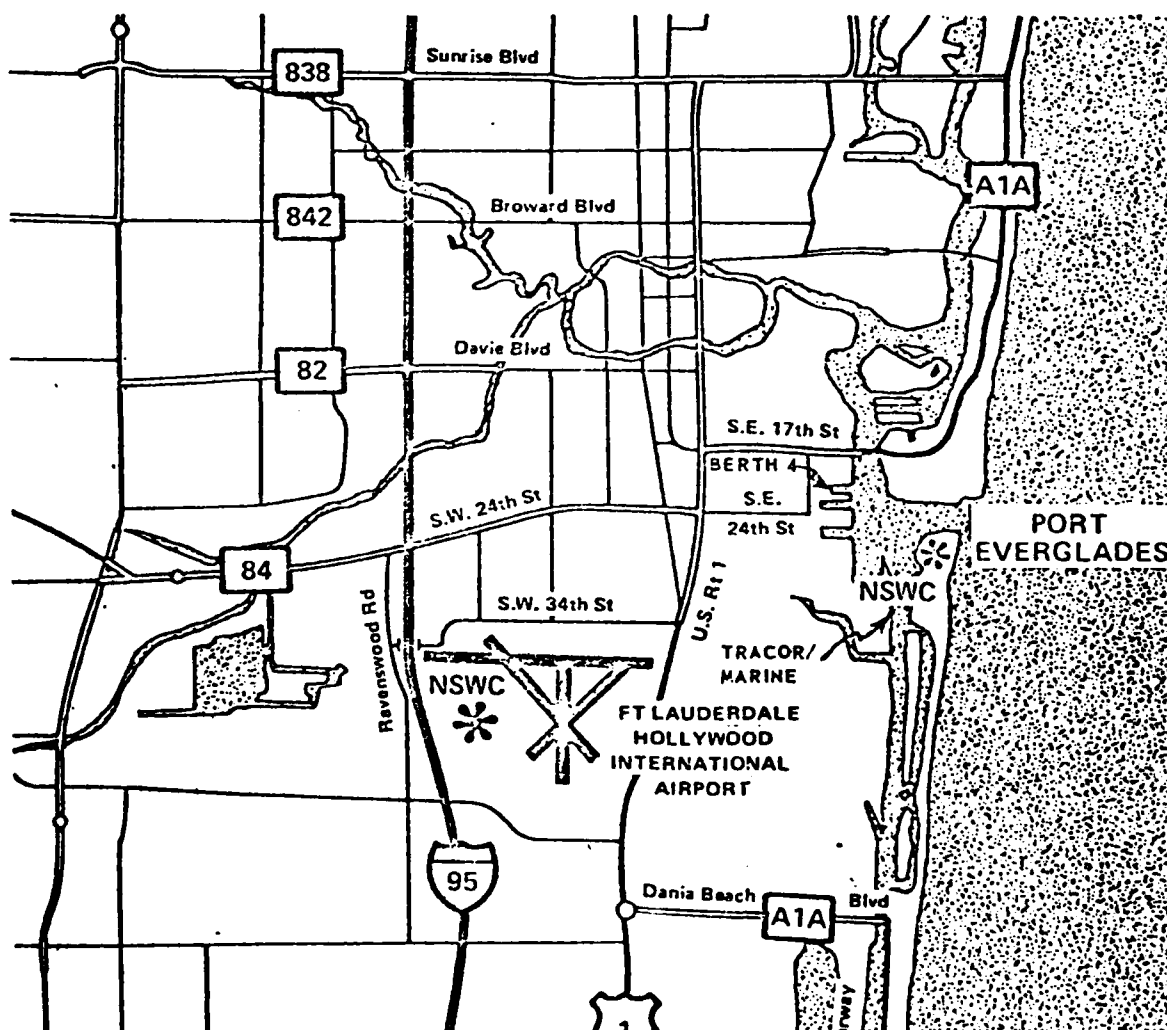 838
Sunrise Blvd
A1A
842
Broward Blvd
82
Davie Blvd
S.E. 17th St
BERTH 4
S.W. 24th St
S.E.
24th St
PORT
EVERGLADES
84
NSWC
Ravenswood Rd
S.W. 34th St
U.S. Rt 1
TRACOR/
MARINE
NSWC
FT LAUDERDALE
HOLLYWOOD
INTERNATIONAL
AIRPORT
95
Dania Beach
A1A
Blvd
1